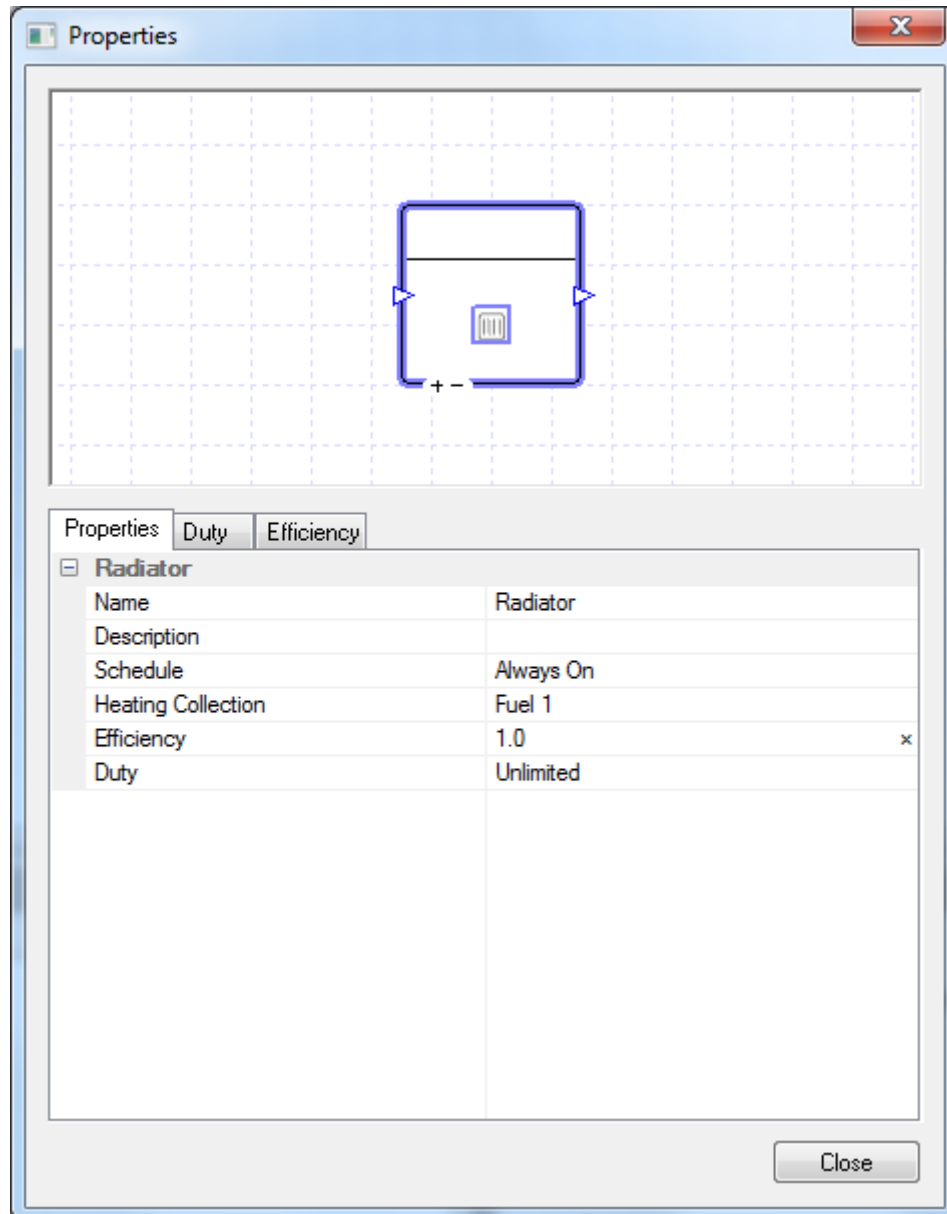 Properties
+ −
Properties Duty Efficiency
Radiator
Name Radiator
Description
Schedule Always On
Heating Collection Fuel 1
Efficiency 1.0 ×
Duty Unlimited
Close